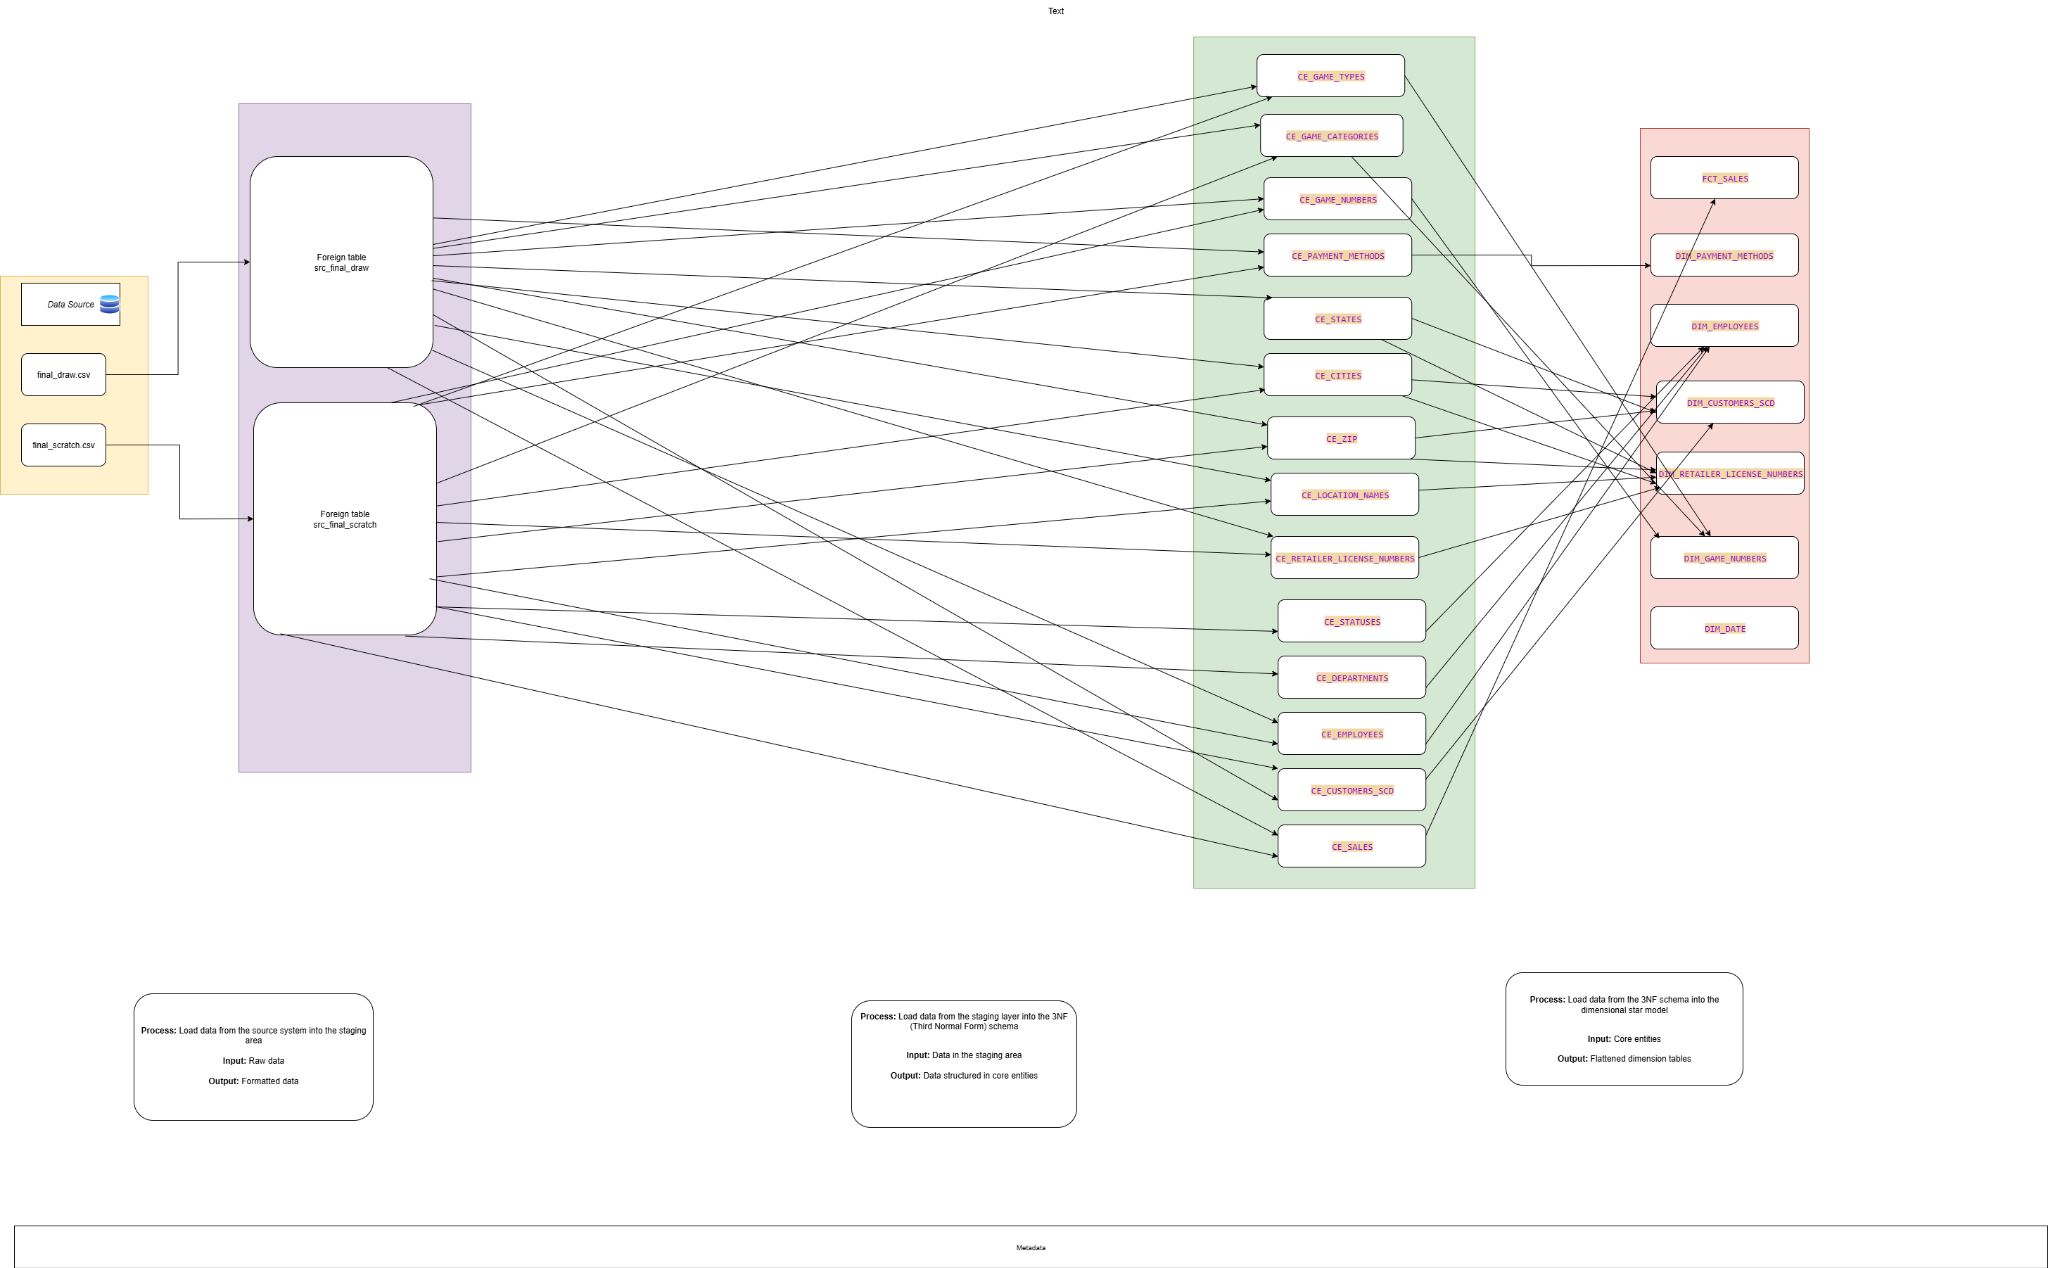 Text
Data Source
final_draw.csv
final_scratch.csv
Foreign table
src_final_draw
Foreign table
src_final_scratch
CE_GAME_TYPES
CE_GAME_CATEGORIES
CE_GAME_NUMBERS
CE_PAYMENT_METHODS
CE_STATES
CE_CITIES
CE_ZIP
CE_LOCATION_NAMES
CE_RETAILER_LICENSE_NUMBERS
CE_STATUSES
CE_DEPARTMENTS
CE_EMPLOYEES
CE_CUSTOMERS_SCD
CE_SALES
FCT_SALES
DIM_PAYMENT_METHODS
DIM_EMPLOYEES
DIM_CUSTOMERS_SCD
DIM_RETAILER_LICENSE_NUMBERS
DIM_GAME_NUMBERS
DIM_DATE
Process: Load data from the source system into the staging
area
Input: Raw data
Output: Formatted data
Process: Load data from the staging layer into the 3NF
(Third Normal Form) schema
Input: Data in the staging area
Output: Data structured in core entities
Process: Load data from the 3NF schema into the
dimensional star model
Input: Core entities
Output: Flattened dimension tables
Metadata